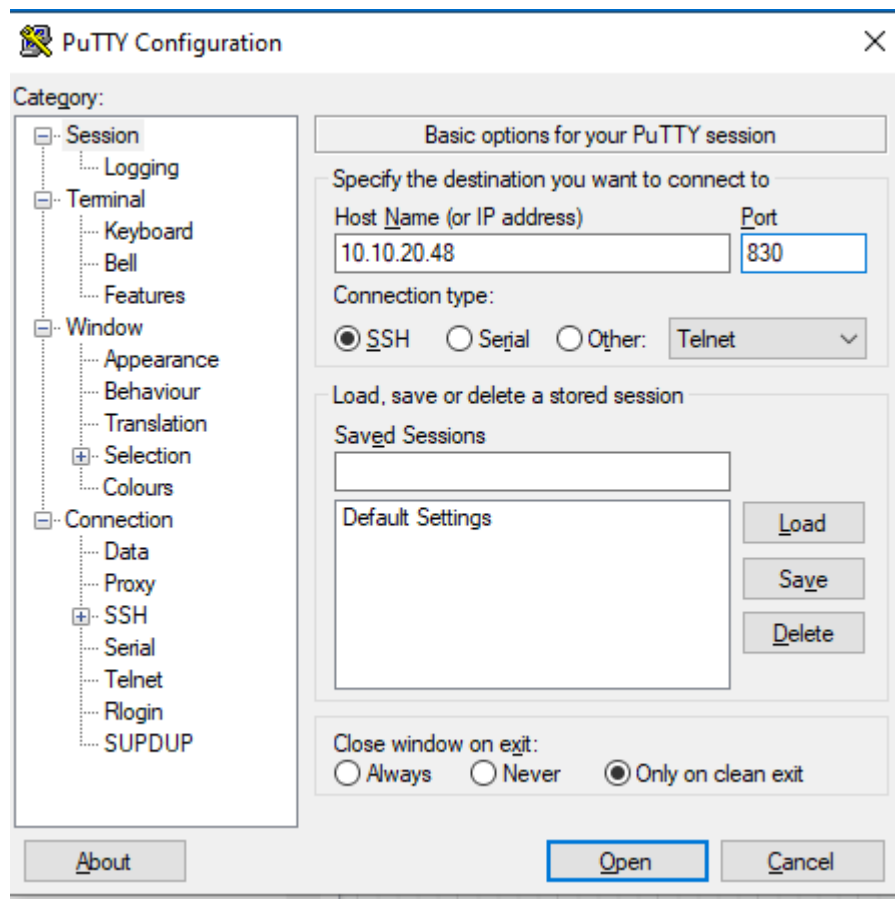 PuTTY Configuration
Category:
Session
Logging
Terminal
Keyboard
Bell
Features
Window
Appearance
Behaviour
Translation
Selection
Colours
Connection
Data
Proxy
SSH
Serial
Telnet
Rlogin
SUPDUP
Basic options for your PuTTY session
Specify the destination you want to connect to
Host Name (or IP address) Port
10.10.20.48 830
Connection type:
SSH Serial Other: Telnet
Load, save or delete a stored session
Saved Sessions
Default Settings
Load
Save
Delete
Close window on exit:
Always Never Only on clean exit
About Open Cancel